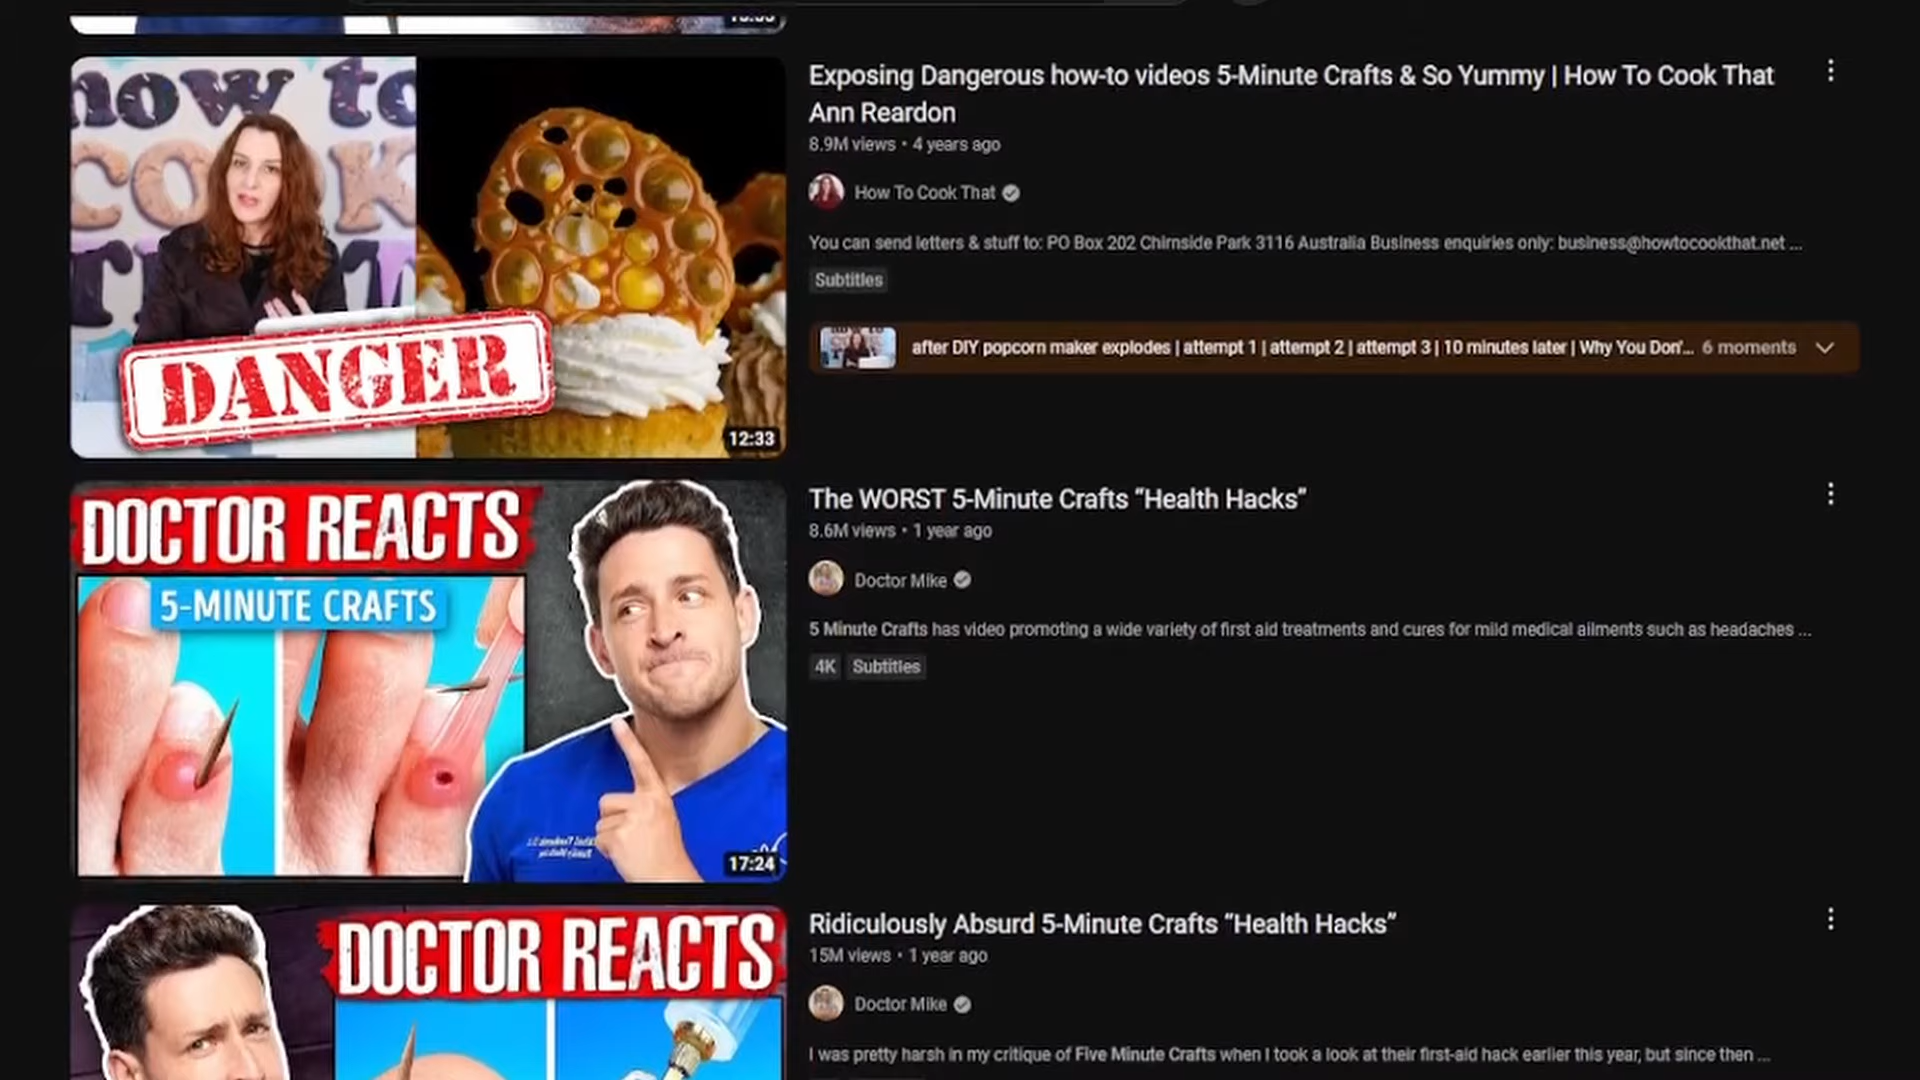 how to
COOK
THAT
DANGER
12:33
Exposing Dangerous how-to videos 5-Minute Crafts & So Yummy | How To Cook That
Ann Reardon
8.9M views • 4 years ago
How To Cook That
You can send letters & stuff to: PO Box 202 Chirnside Park 3116 Australia Business enquiries only: business@howtocookthat.net ...
Subtitles
after DIY popcorn maker explodes | attempt 1 | attempt 2 | attempt 3 | 10 minutes later | Why You Don'... 6 moments
DOCTOR REACTS
5-MINUTE CRAFTS
17:24
The WORST 5-Minute Crafts “Health Hacks”
8.6M views • 1 year ago
Doctor Mike
5 Minute Crafts has video promoting a wide variety of first aid treatments and cures for mild medical ailments such as headaches ...
4K Subtitles
DOCTOR REACTS
Ridiculously Absurd 5-Minute Crafts “Health Hacks”
15M views • 1 year ago
Doctor Mike
I was pretty harsh in my critique of Five Minute Crafts when I took a look at their first-aid hack earlier this year, but since then ...